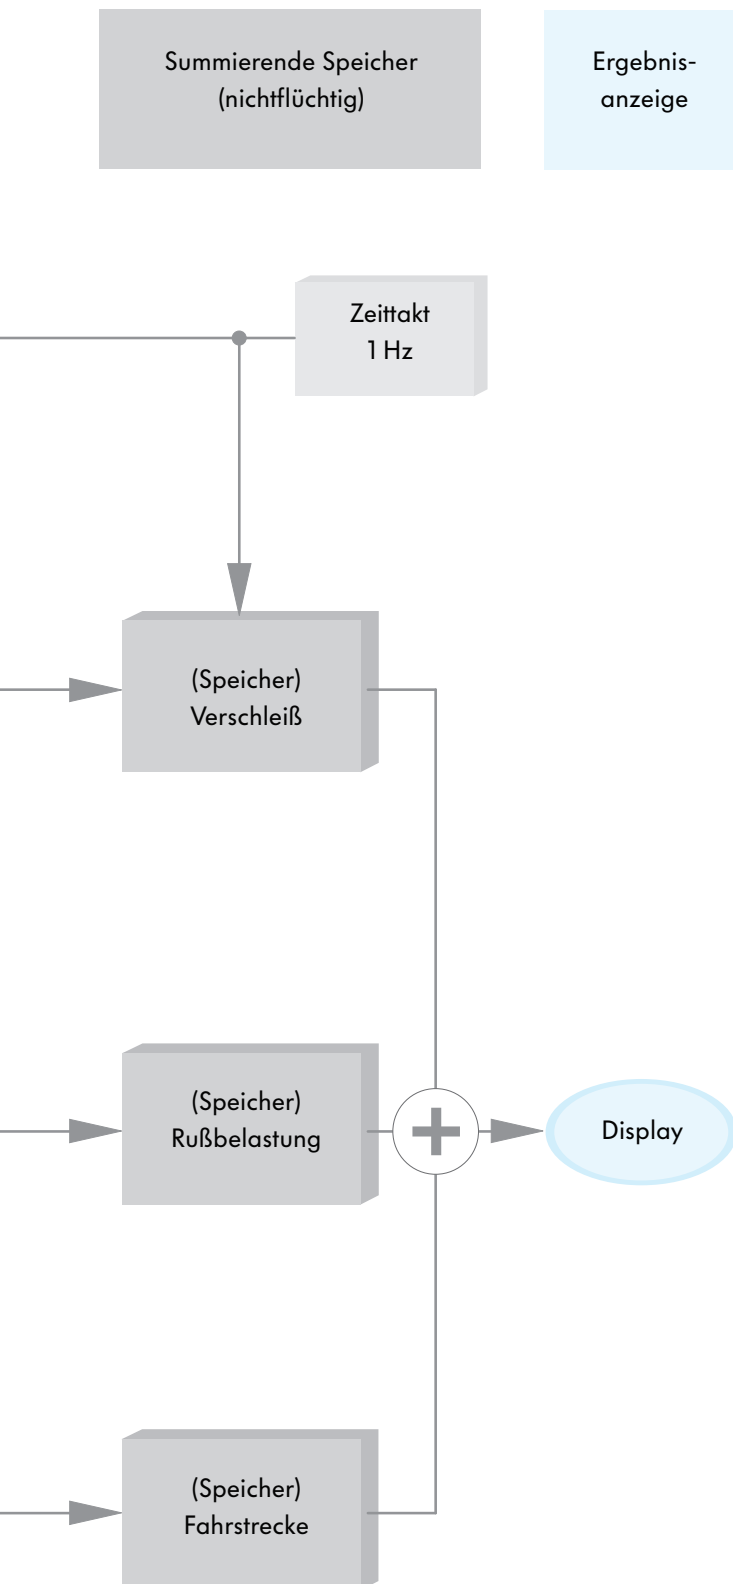 Summierende Speicher
(nichtflüchtig)
Ergebnis-
anzeige
Zeittakt
1 Hz
(Speicher)
Verschleiß
(Speicher)
Rußbelastung
Display
(Speicher)
Fahrstrecke